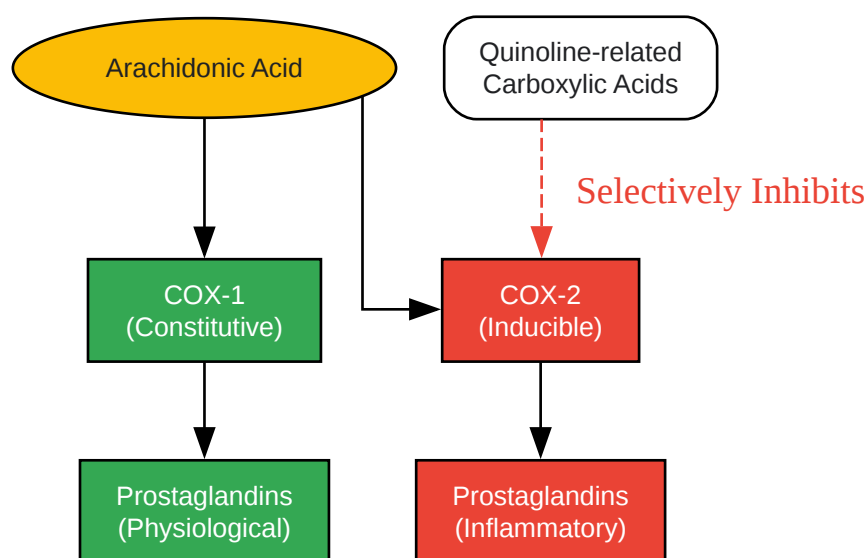 Arachidonic Acid
Quinoline-related
Carboxylic Acids
Selectively Inhibits
COX-1
(Constitutive)
COX-2
(Inducible)
Prostaglandins
(Physiological)
Prostaglandins
(Inflammatory)